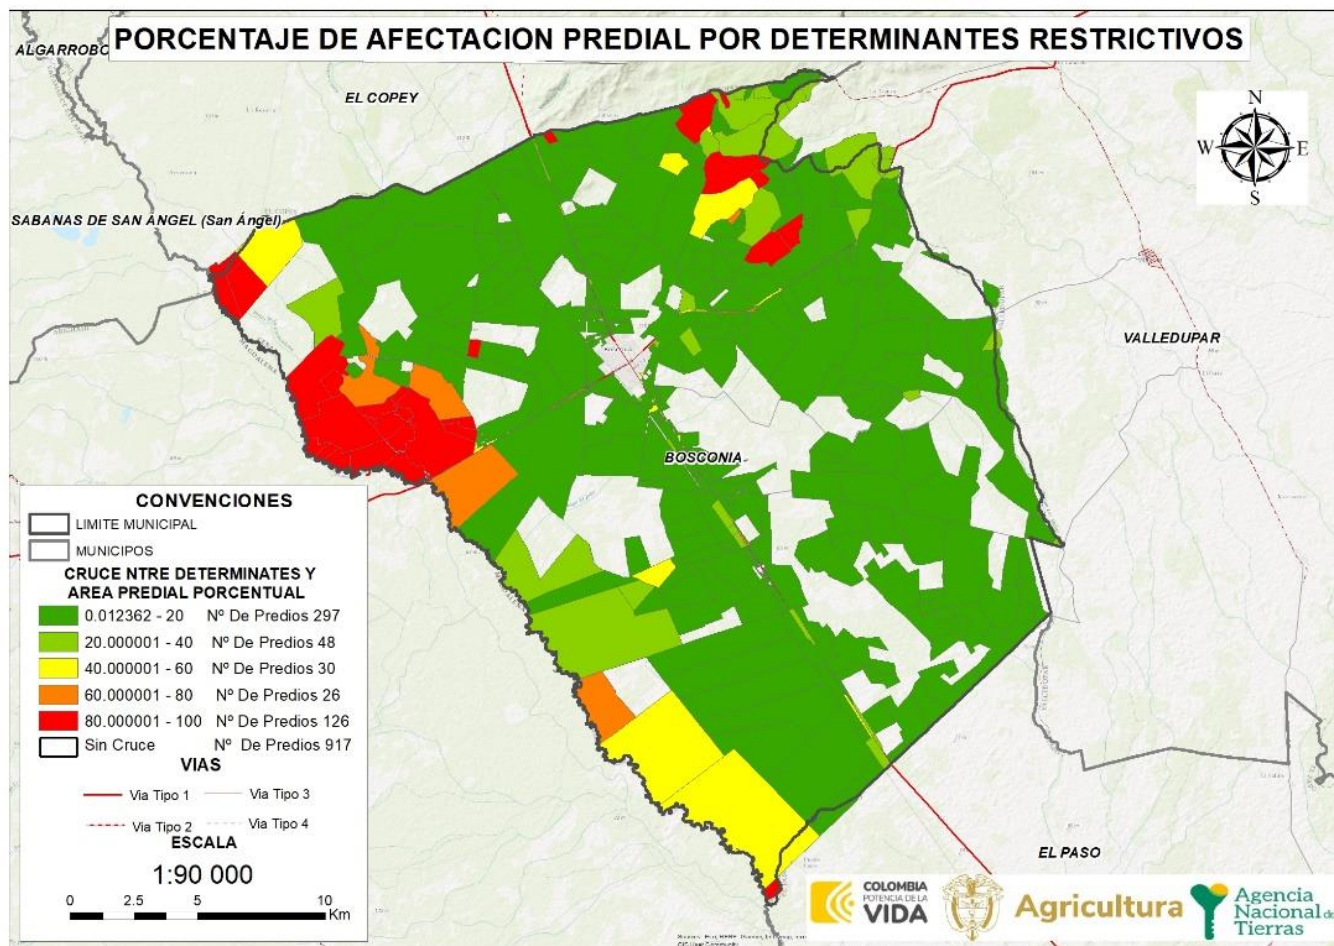 PORCENTAJE DE AFECTACION PREDIAL POR DETERMINANTES RESTRICTIVOS
ALGARROBO
EL COPEY
N
W E
S
SABANAS DE SAN ANGEL (San Ángel)
VALLEDUPAR
BOSCONIA
EL PASO
CONVENCIONES
LIMITE MUNICIPAL
MUNICIPOS
CRUCE NTRE DETERMINATES Y
AREA PREDIAL PORCENTUAL
0.012362 - 20 Nº De Predios 297
20.000001 - 40 Nº De Predios 48
40.000001 - 60 Nº De Predios 30
60.000001 - 80 Nº De Predios 26
80.000001 - 100 Nº De Predios 126
Sin Cruce Nº De Predios 917
VIAS
Via Tipo 1 Via Tipo 3
Via Tipo 2 Via Tipo 4
ESCALA
1:90 000
0 2.5 5 10
Km
COLOMBIA
POTENCIA DE LA
VIDA
Agricultura
Agencia
Nacional de
Tierras